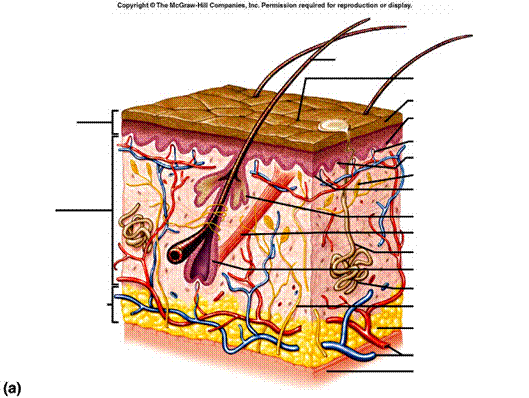 Copyright © The McGraw-Hill Companies, Inc. Permission required for reproduction or display.
(a)